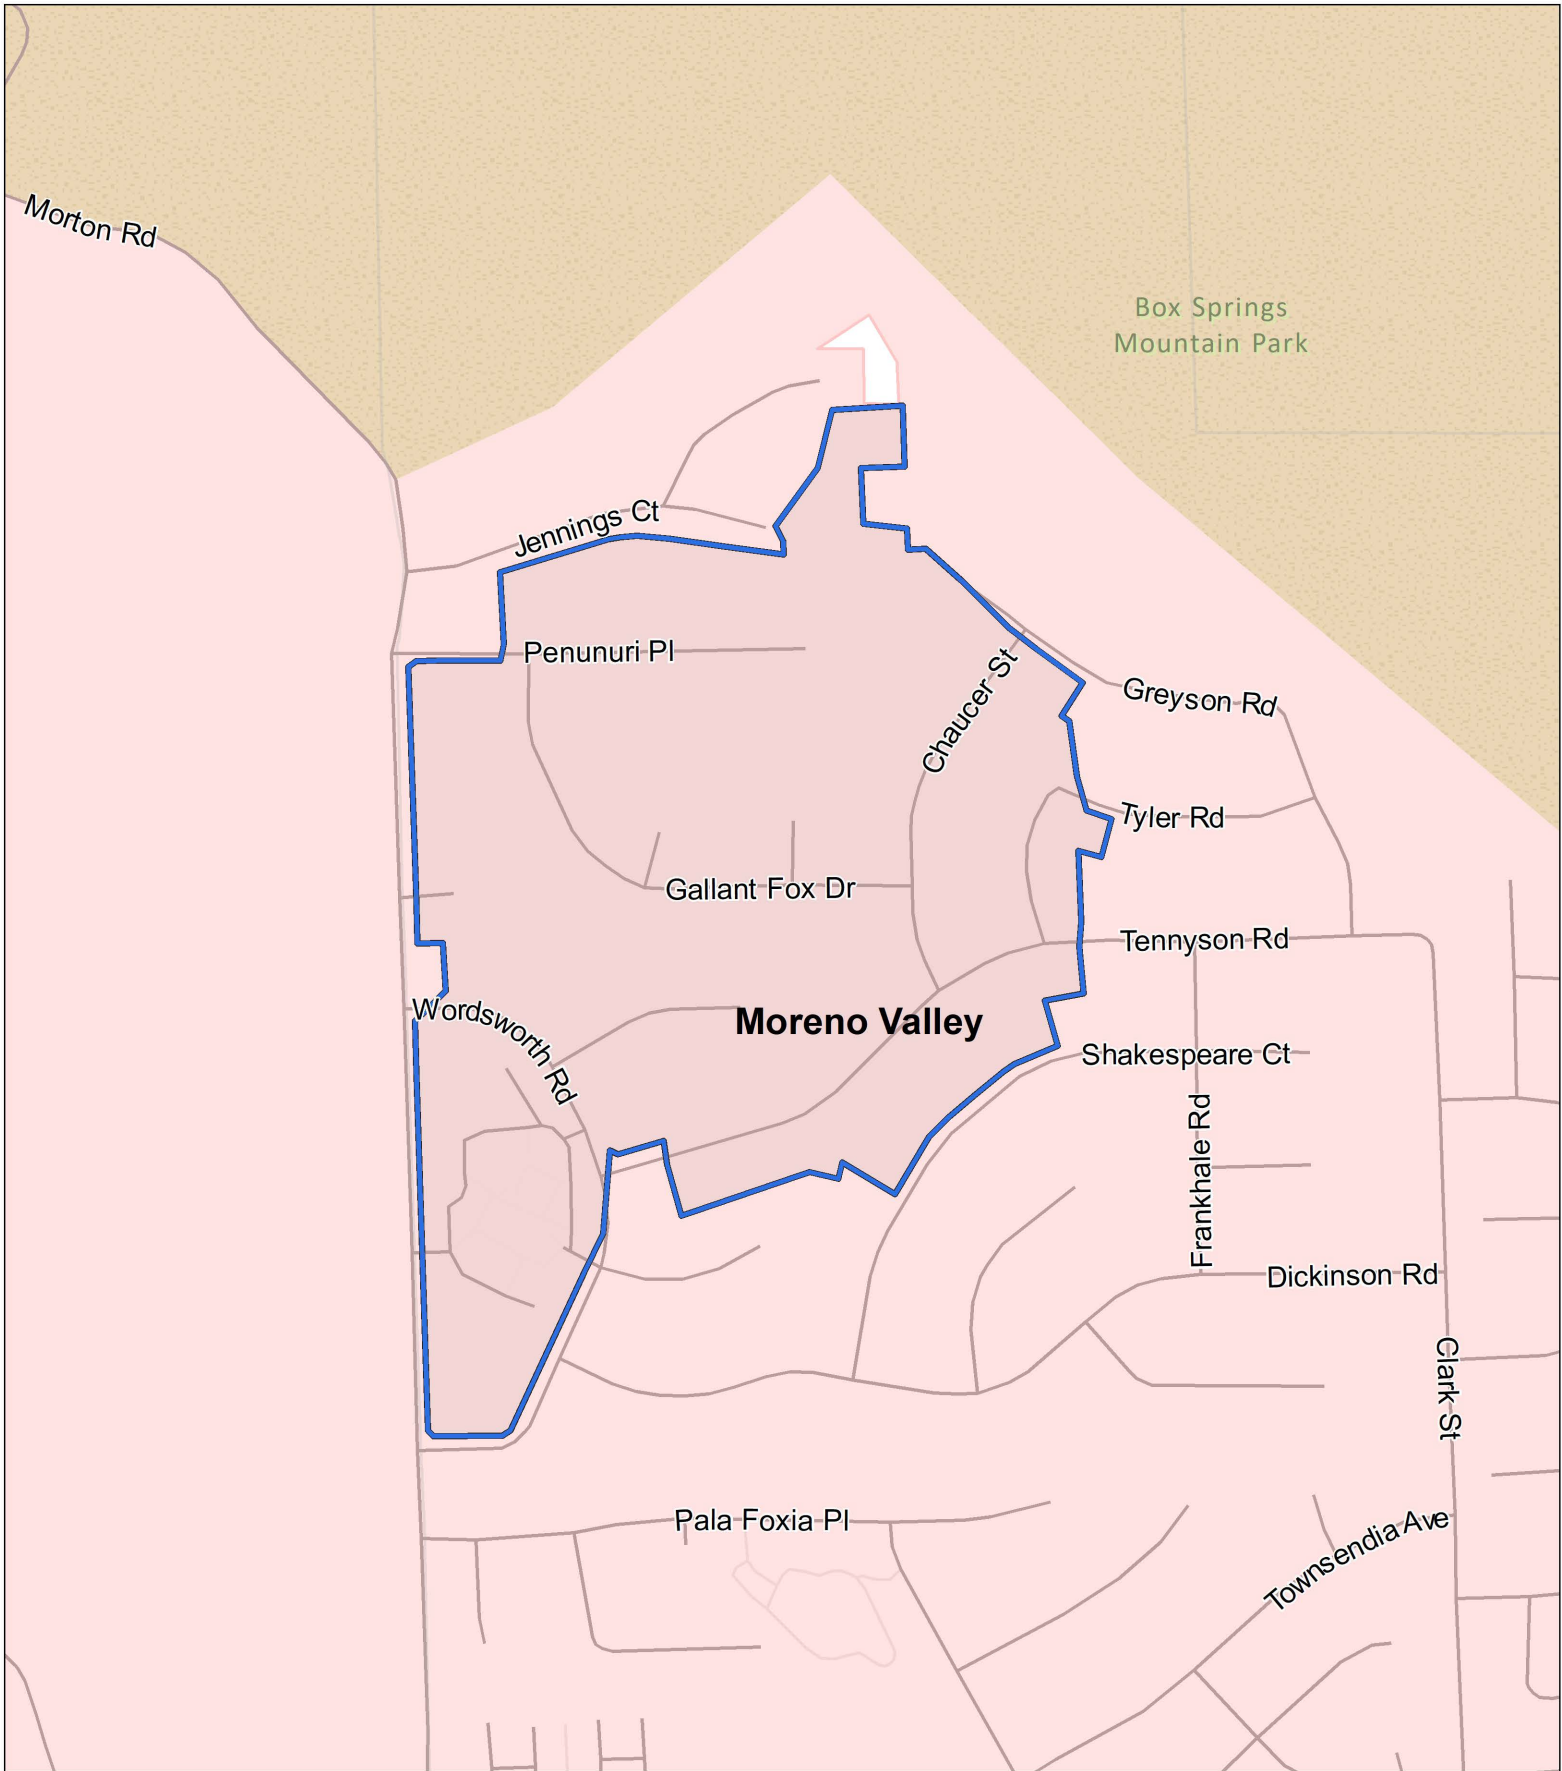 Morton Rd
Box Springs
Mountain Park
Jennings Ct
Penunuri Pl
Chaucer St
Greyson Rd
Tyler Rd
Gallant Fox Dr
Tennyson Rd
Wordsworth Rd
Moreno Valley
Shakespeare Ct
Frankhale Rd
Dickinson Rd
Clark St
Pala Foxia Pl
Townsendia Ave